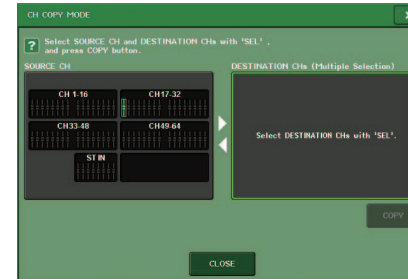 CH COPY MODE
Select SOURCE CH and DESTINATION CHs with 'SEL' ,
and press COPY button.
SOURCE CH
DESTINATION CHs (Multiple Selection)
CH 1-16
CH17-32
CH33-48
CH49-64
ST IN
Select DESTINATION CHs with 'SEL'.
COPY
CLOSE